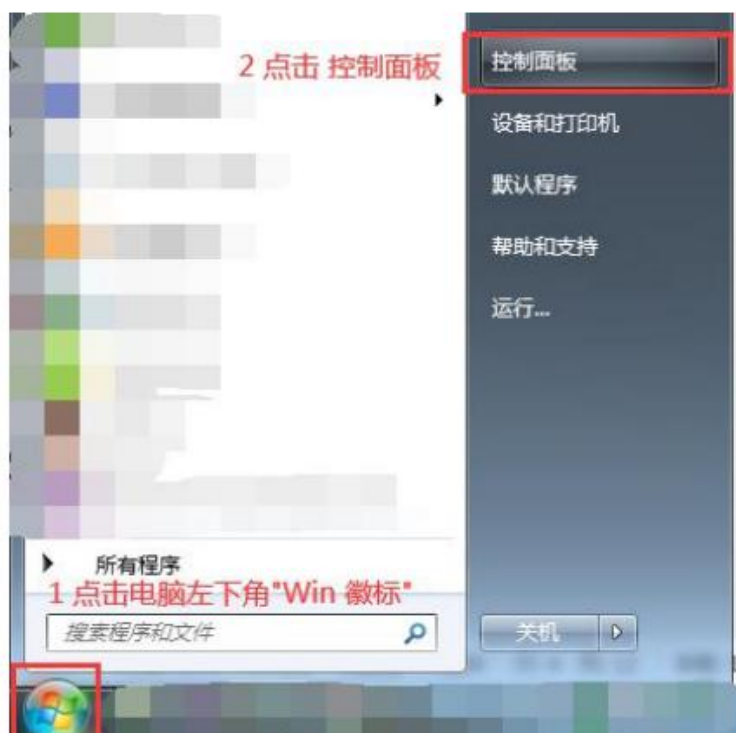 2 点击 控制面板
控制面板
设备和打印机
默认程序
帮助和支持
运行...
所有程序
1 点击电脑左下角"Win 徽标"
搜索程序和文件
关机